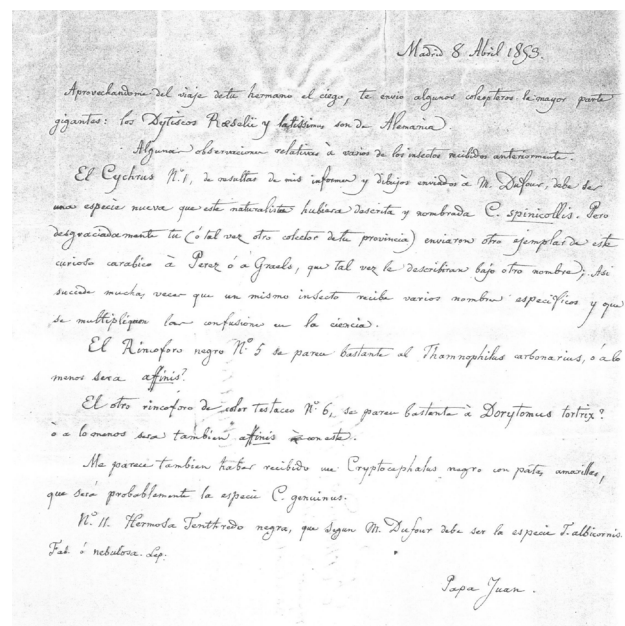 Madrid 8 Abril 1853.
Aprovechandome del viaje de tu hermano el ciego, te envio algunos coleopteros la mayor parte
gigantes: los Dytiscos Rœselii y latissimus son de Alemania
Algunas observaciones relativas à varios de los insectos recibidos anteriormente.
El Cychrus N.º 1, de resultas de mis informes y dibujos enviados à M. Dufour, debe ser
una especie nueva que este naturalista hubiera descrita y nombrada C. spinicollis. Pero
desgraciadamente tu (ó tal vez otro colector de tu provincia) enviaron otro ejemplar de este
curioso carabico à Perez ó à Graells, que tal vez le describiran bajo otro nombre; Asi
sucede muchas veces que un mismo insecto recibe varios nombres especificos y que
se multipliquen las confusiones en la ciencia.
El Rincoforo negro Nº 5 se parece bastante al Thamnophilus carbonarius, ó a lo
menos sera affinis?
El otro rincoforo de color testaceo Nº 6, se parece bastante à Dorytomus tortrix?
ò a lo menos sera tambien affinis con este.
Me parece tambien haber recibido un Cryptocephalus negro con patas amarillas,
que será probablemente la especie C. genuinus.
Nº 11. Hermosa Tenthredo negra, que segun M. Dufour debe ser la especie T. albicornis.
Fab. ó nebulosa. Lep.
Papa Juan.